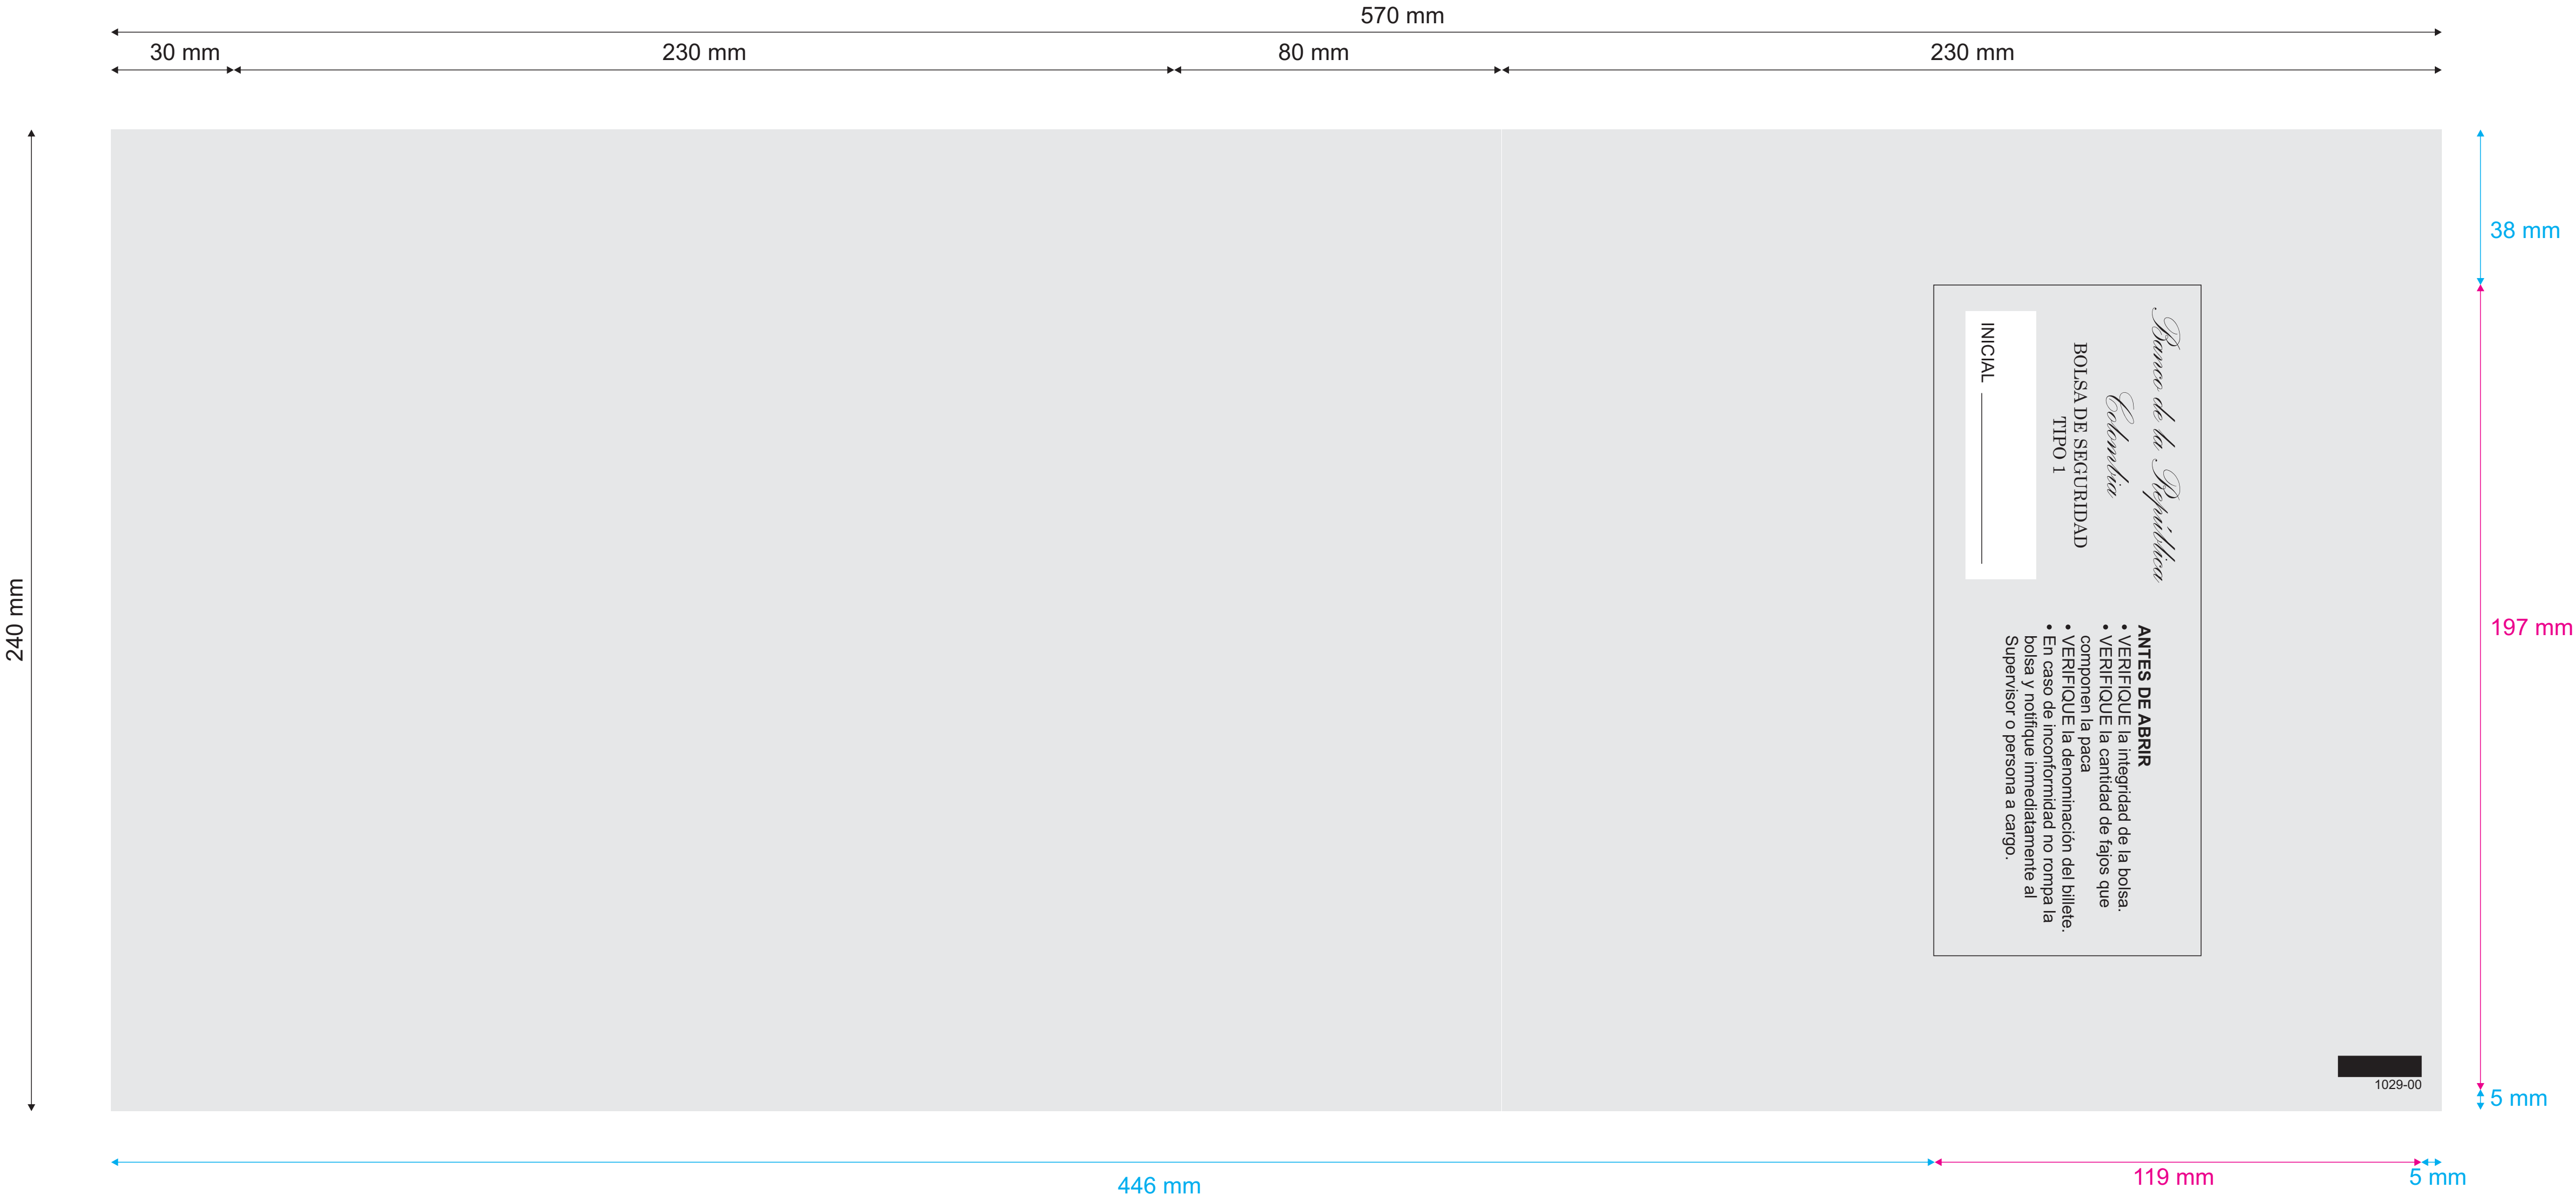 570 mm
30 mm
230 mm
80 mm
230 mm
240 mm
38 mm
197 mm
5 mm
Banco de la República
Colombia
BOLSA DE SEGURIDAD
TIPO 1
INICIAL
ANTES DE ABRIR
• VERIFIQUE la integridad de la bolsa.
• VERIFIQUE la cantidad de fajos que
componen la paca
• VERIFIQUE la denominación del billete.
• En caso de inconformidad no rompa la
bolsa y notifique inmediatamente al
Supervisor o persona a cargo.
1029-00
446 mm
119 mm
5 mm